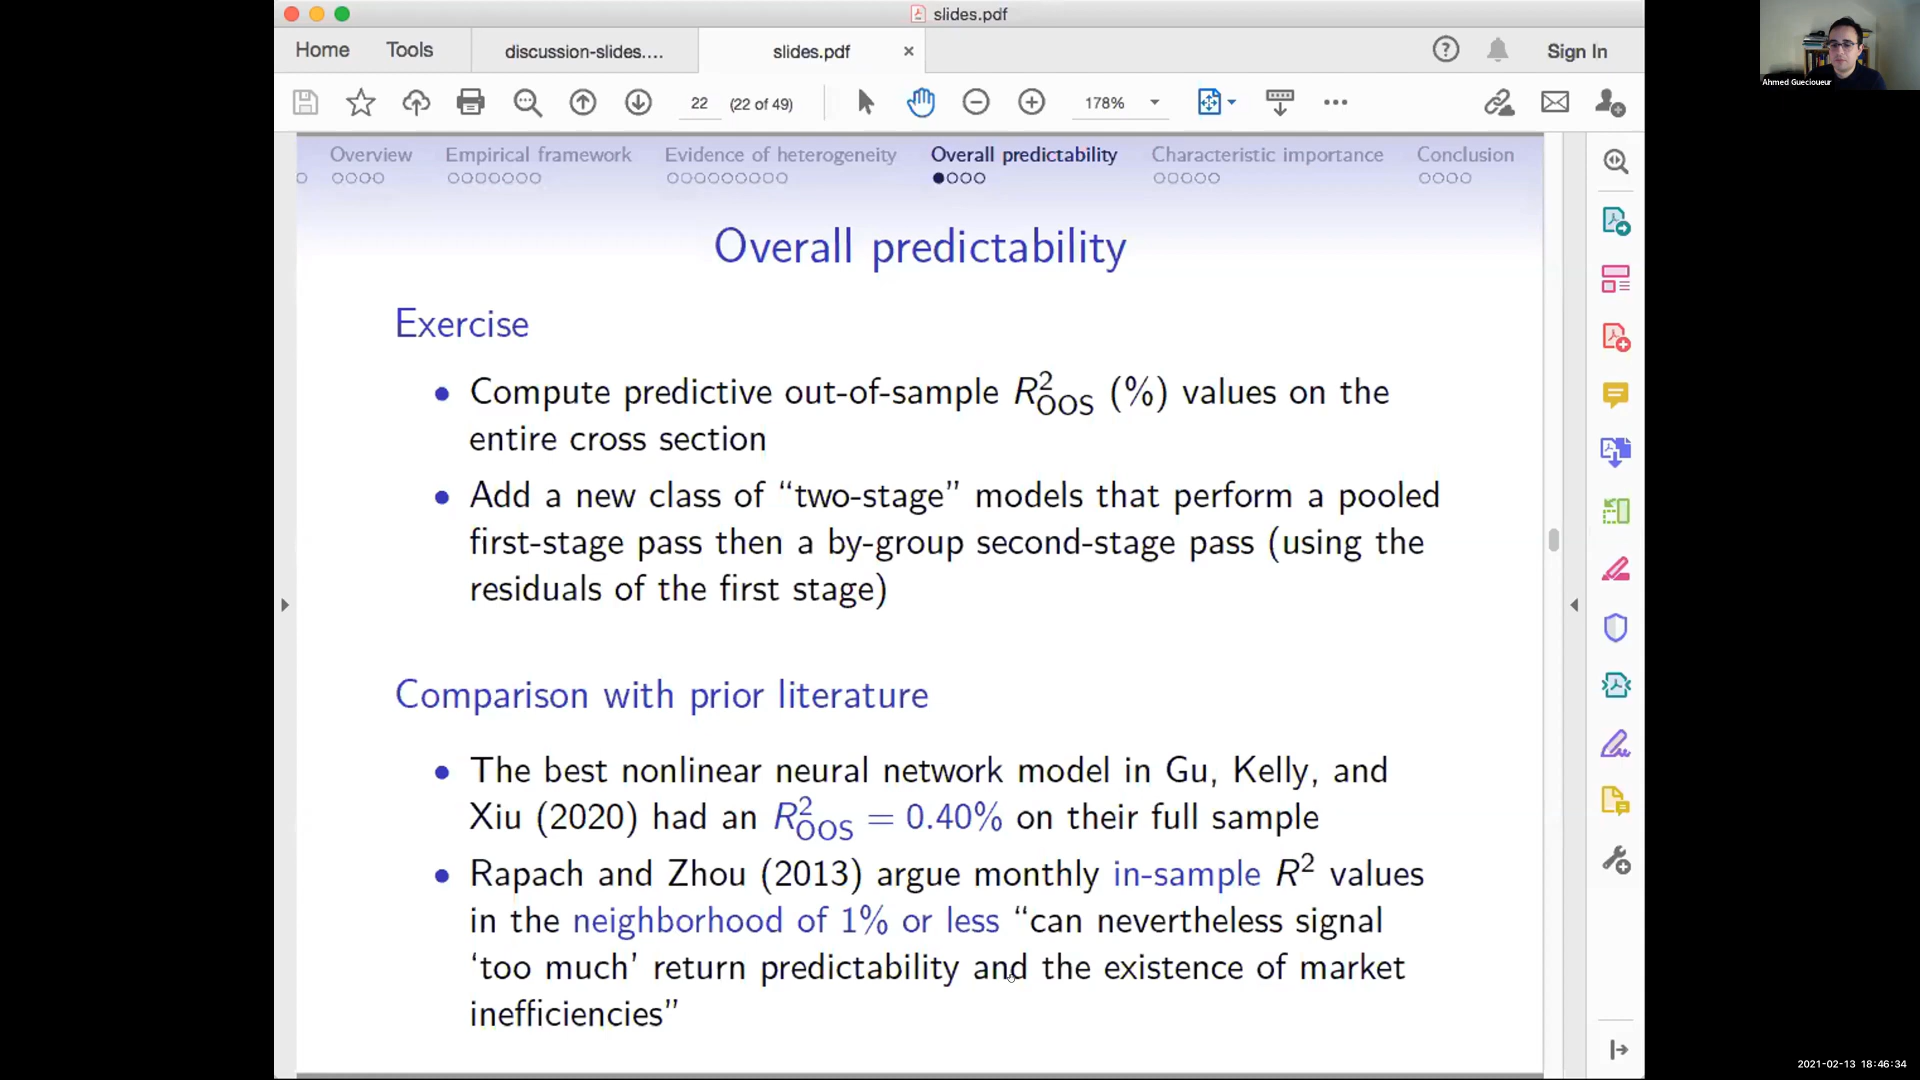 slides.pdf
Home
Tools
discussion-slides....
slides.pdf
Sign In
22
(22 of 49)
178%
Ahmed Guecioueur
Overview
Empirical framework
Evidence of heterogeneity
Overall predictability
Characteristic importance
Conclusion
Overall predictability
Exercise
Compute predictive out-of-sample R²OOS (%) values on the
entire cross section
Add a new class of “two-stage” models that perform a pooled
first-stage pass then a by-group second-stage pass (using the
residuals of the first stage)
Comparison with prior literature
The best nonlinear neural network model in Gu, Kelly, and
Xiu (2020) had an R²OOS = 0.40% on their full sample
Rapach and Zhou (2013) argue monthly in-sample R² values
in the neighborhood of 1% or less “can nevertheless signal
‘too much’ return predictability and the existence of market
inefficiencies”
2021-02-13 18:46:34